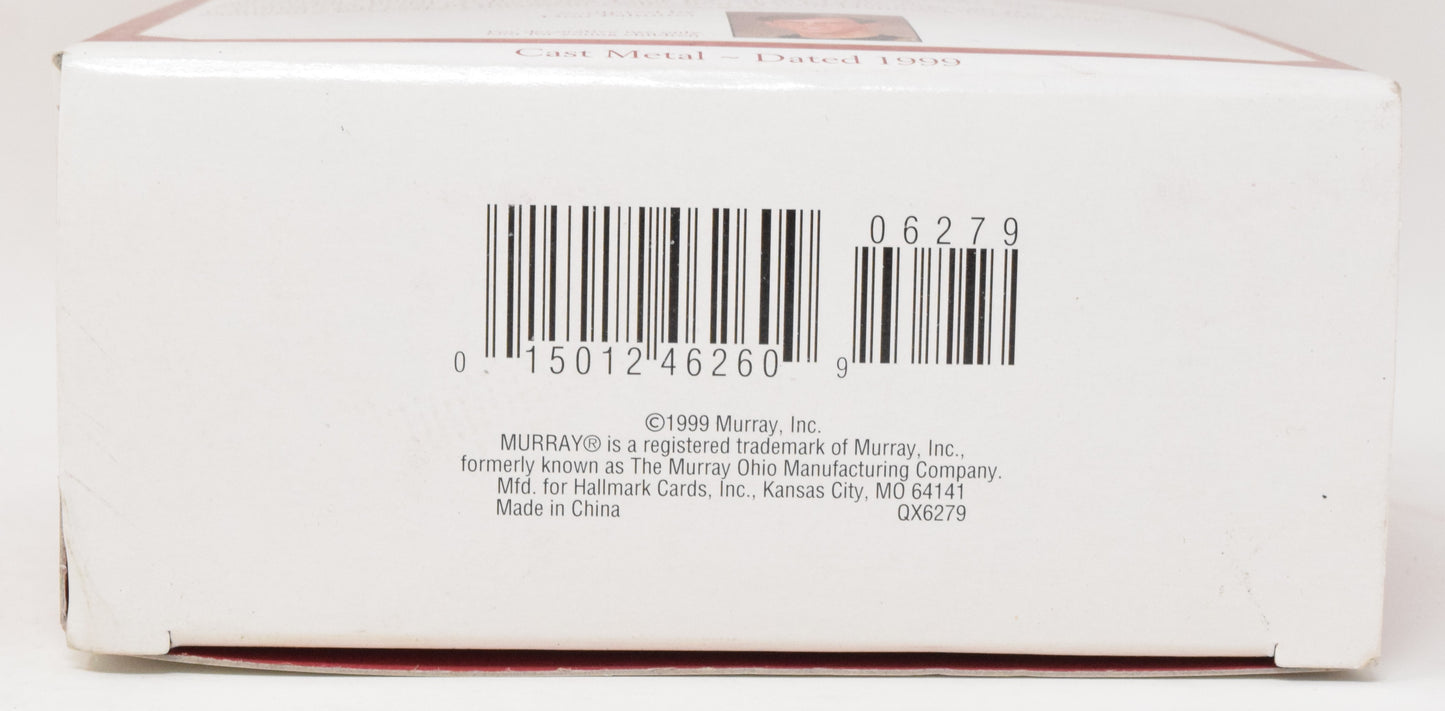 Cast Metal ~ Dated 1999
06279
0 15012 46260 9
©1999 Murray, Inc.
MURRAY® is a registered trademark of Murray, Inc.,
formerly known as The Murray Ohio Manufacturing Company.
Mfd. for Hallmark Cards, Inc., Kansas City, MO 64141
Made in China QX6279